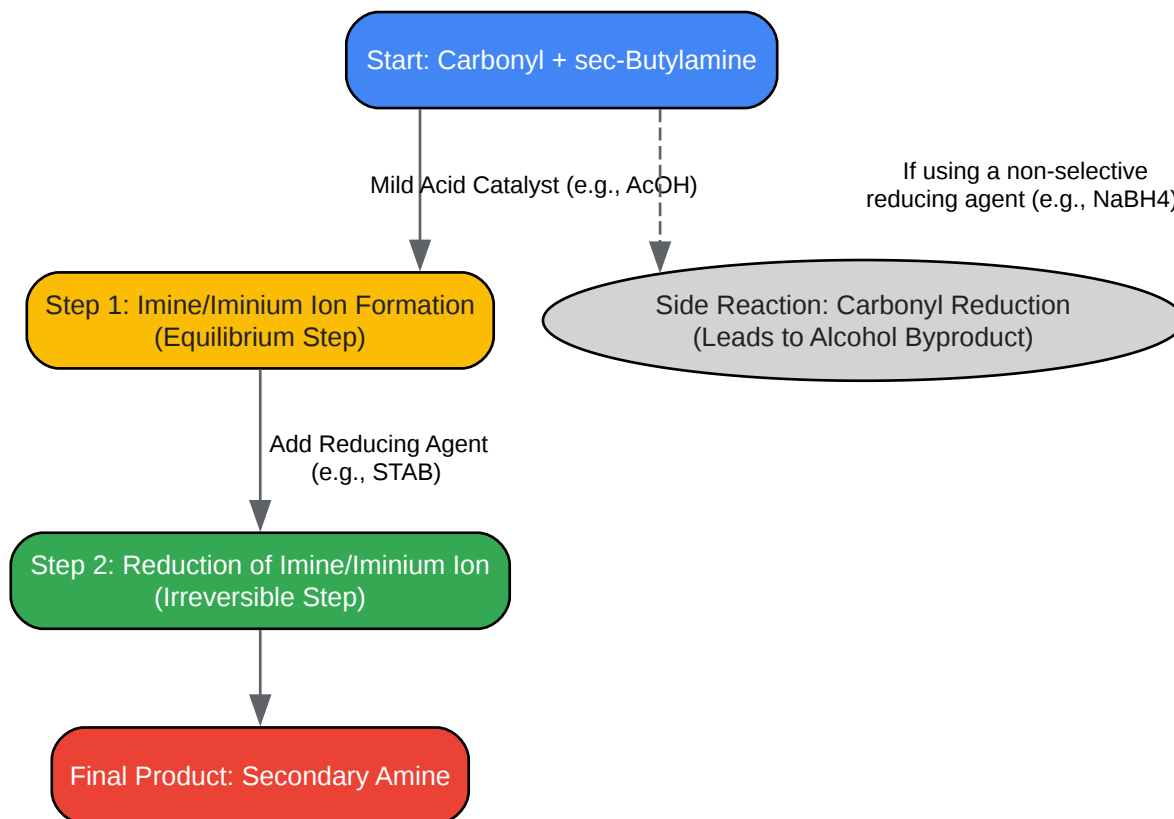 Start: Carbonyl + sec-Butylamine
Mild Acid Catalyst (e.g., AcOH)
If using a non-selective
reducing agent (e.g., NaBH4)
Step 1: Imine/Iminium Ion Formation
(Equilibrium Step)
Side Reaction: Carbonyl Reduction
(Leads to Alcohol Byproduct)
Add Reducing Agent
(e.g., STAB)
Step 2: Reduction of Imine/Iminium Ion
(Irreversible Step)
Final Product: Secondary Amine